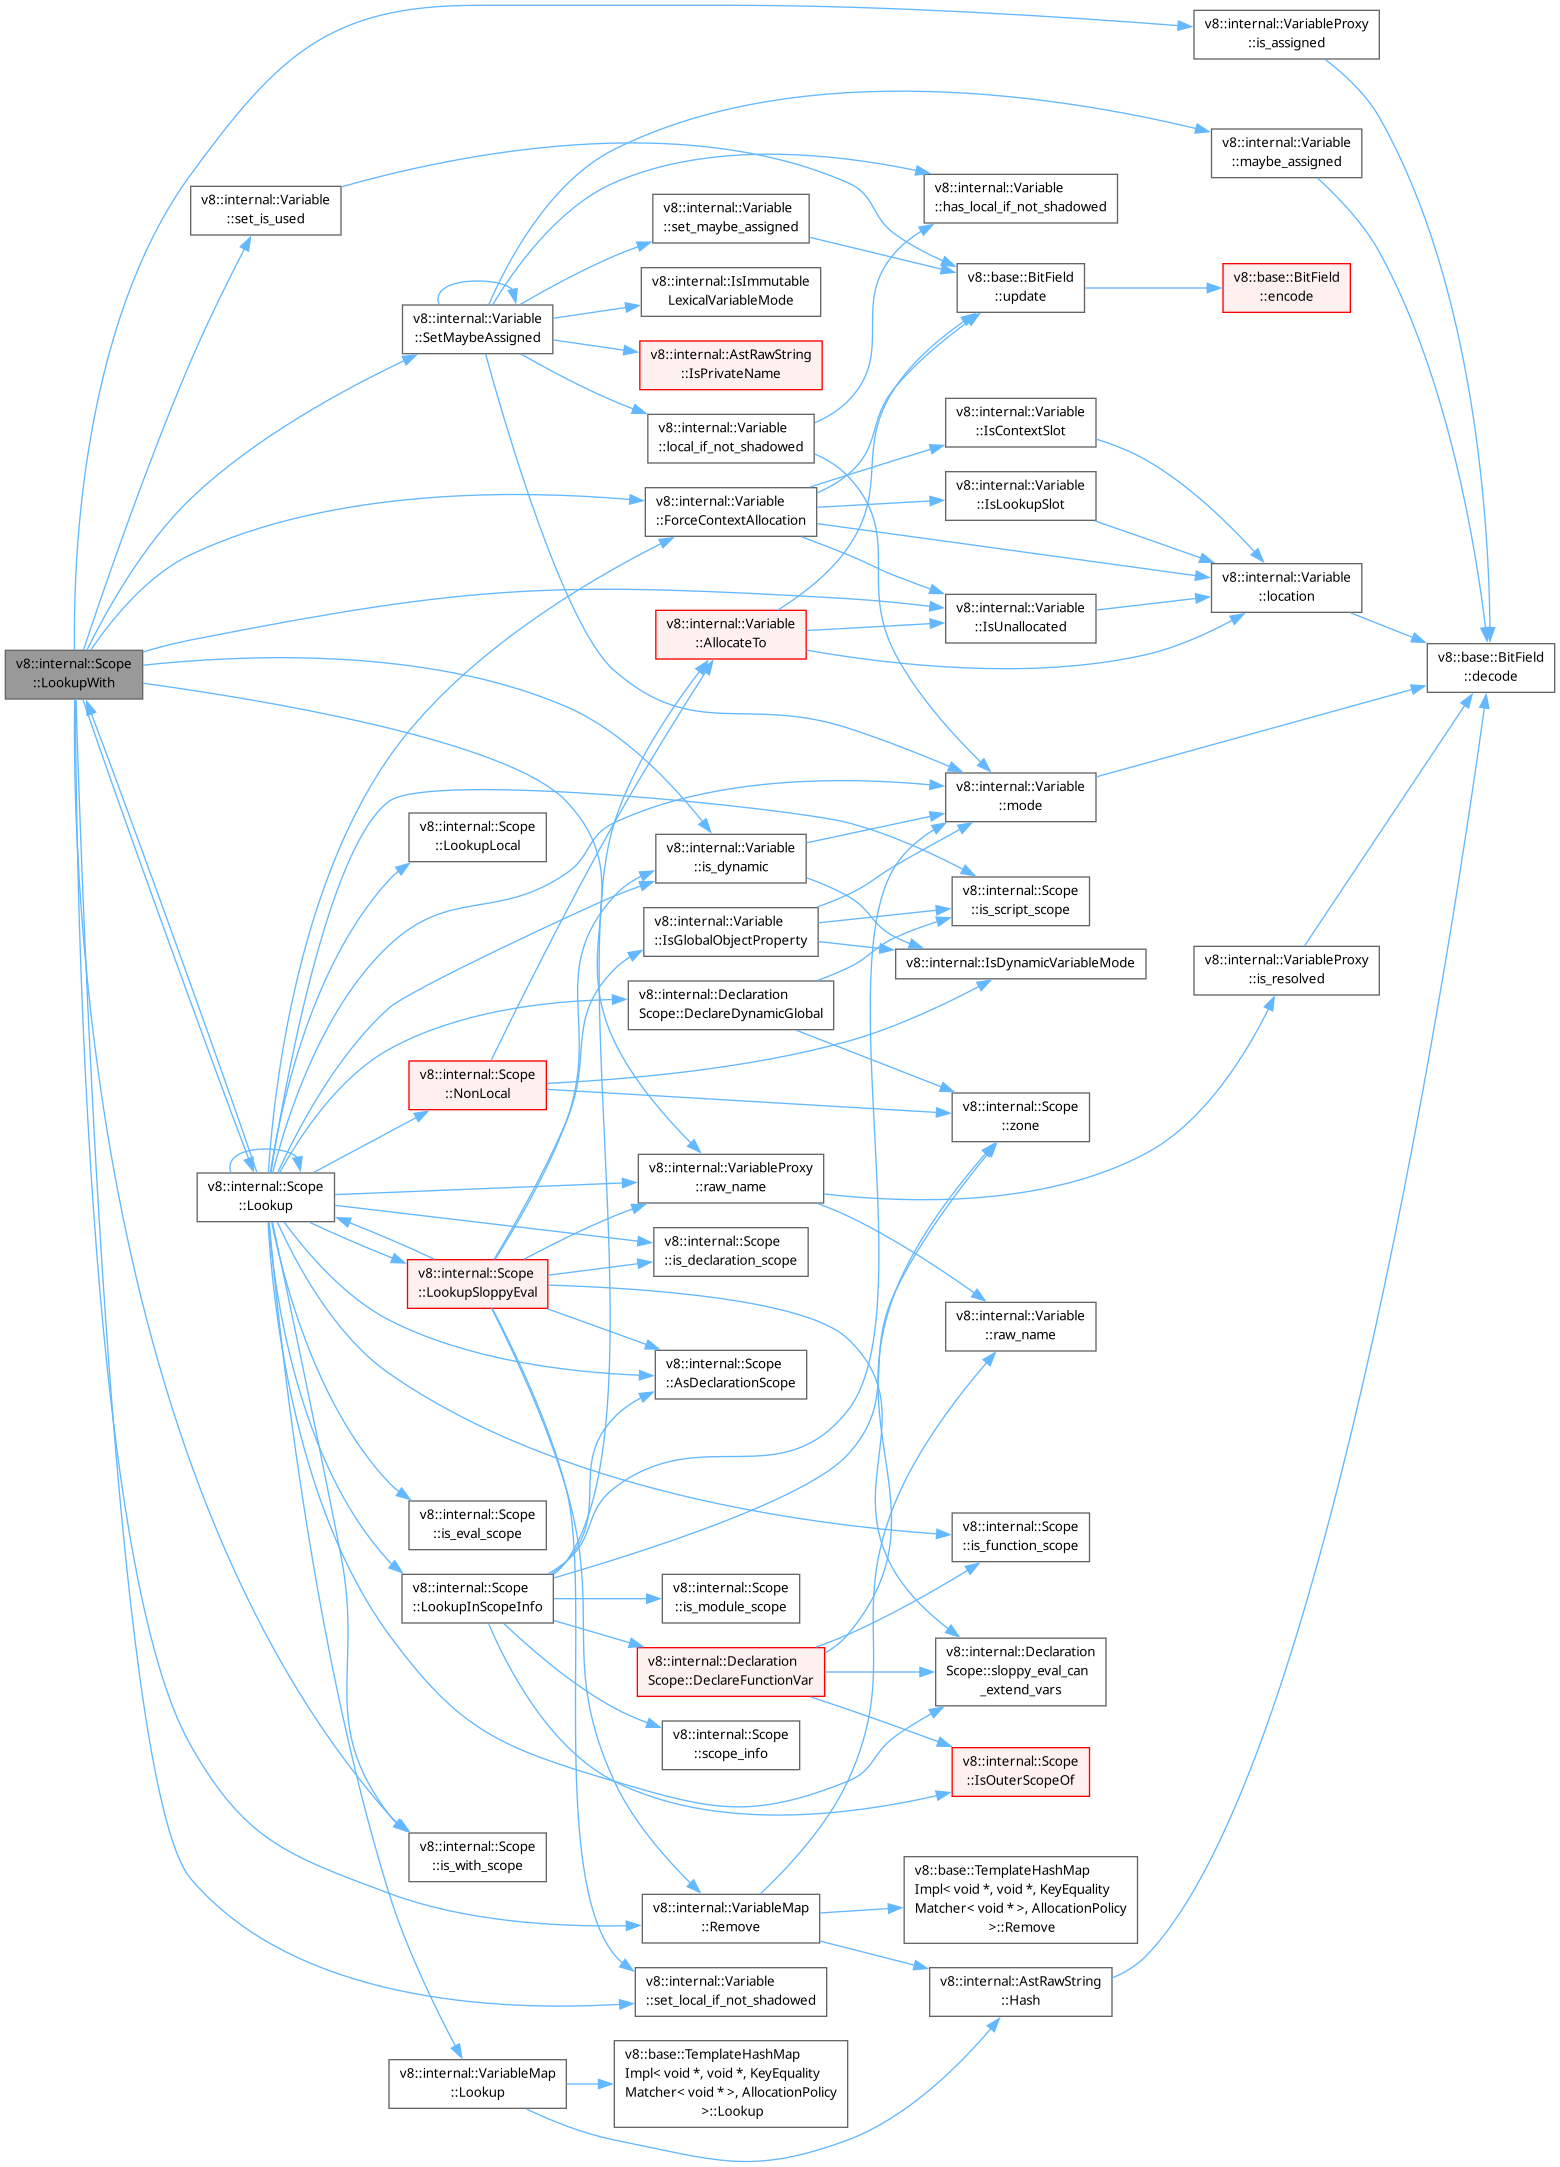 v8::internal::VariableProxy
::is_assigned
v8::internal::Variable
::maybe_assigned
v8::internal::Variable
::has_local_if_not_shadowed
v8::internal::Variable
::set_is_used
v8::internal::Variable
::set_maybe_assigned
v8::base::BitField
::update
v8::base::BitField
::encode
v8::internal::IsImmutable
LexicalVariableMode
v8::internal::Variable
::SetMaybeAssigned
v8::internal::AstRawString
::IsPrivateName
v8::internal::Variable
::local_if_not_shadowed
v8::internal::Variable
::IsContextSlot
v8::internal::Variable
::IsLookupSlot
v8::internal::Variable
::ForceContextAllocation
v8::internal::Variable
::location
v8::internal::Variable
::IsUnallocated
v8::internal::Variable
::AllocateTo
v8::internal::Scope
::LookupWith
v8::base::BitField
::decode
v8::internal::Variable
::mode
v8::internal::Scope
::LookupLocal
v8::internal::Variable
::is_dynamic
v8::internal::Scope
::is_script_scope
v8::internal::Variable
::IsGlobalObjectProperty
v8::internal::IsDynamicVariableMode
v8::internal::VariableProxy
::is_resolved
v8::internal::Declaration
Scope::DeclareDynamicGlobal
v8::internal::Scope
::NonLocal
v8::internal::Scope
::zone
v8::internal::VariableProxy
::raw_name
v8::internal::Scope
::Lookup
v8::internal::Scope
::is_declaration_scope
v8::internal::Scope
::LookupSloppyEval
v8::internal::Variable
::raw_name
v8::internal::Scope
::AsDeclarationScope
v8::internal::Scope
::is_eval_scope
v8::internal::Scope
::is_function_scope
v8::internal::Scope
::LookupInScopeInfo
v8::internal::Scope
::is_module_scope
v8::internal::Declaration
Scope::DeclareFunctionVar
v8::internal::Declaration
Scope::sloppy_eval_can
_extend_vars
v8::internal::Scope
::scope_info
v8::internal::Scope
::IsOuterScopeOf
v8::internal::Scope
::is_with_scope
v8::internal::VariableMap
::Remove
v8::base::TemplateHashMap
Impl< void *, void *, KeyEquality
Matcher< void * >, AllocationPolicy
>::Remove
v8::internal::Variable
::set_local_if_not_shadowed
v8::internal::AstRawString
::Hash
v8::internal::VariableMap
::Lookup
v8::base::TemplateHashMap
Impl< void *, void *, KeyEquality
Matcher< void * >, AllocationPolicy
>::Lookup